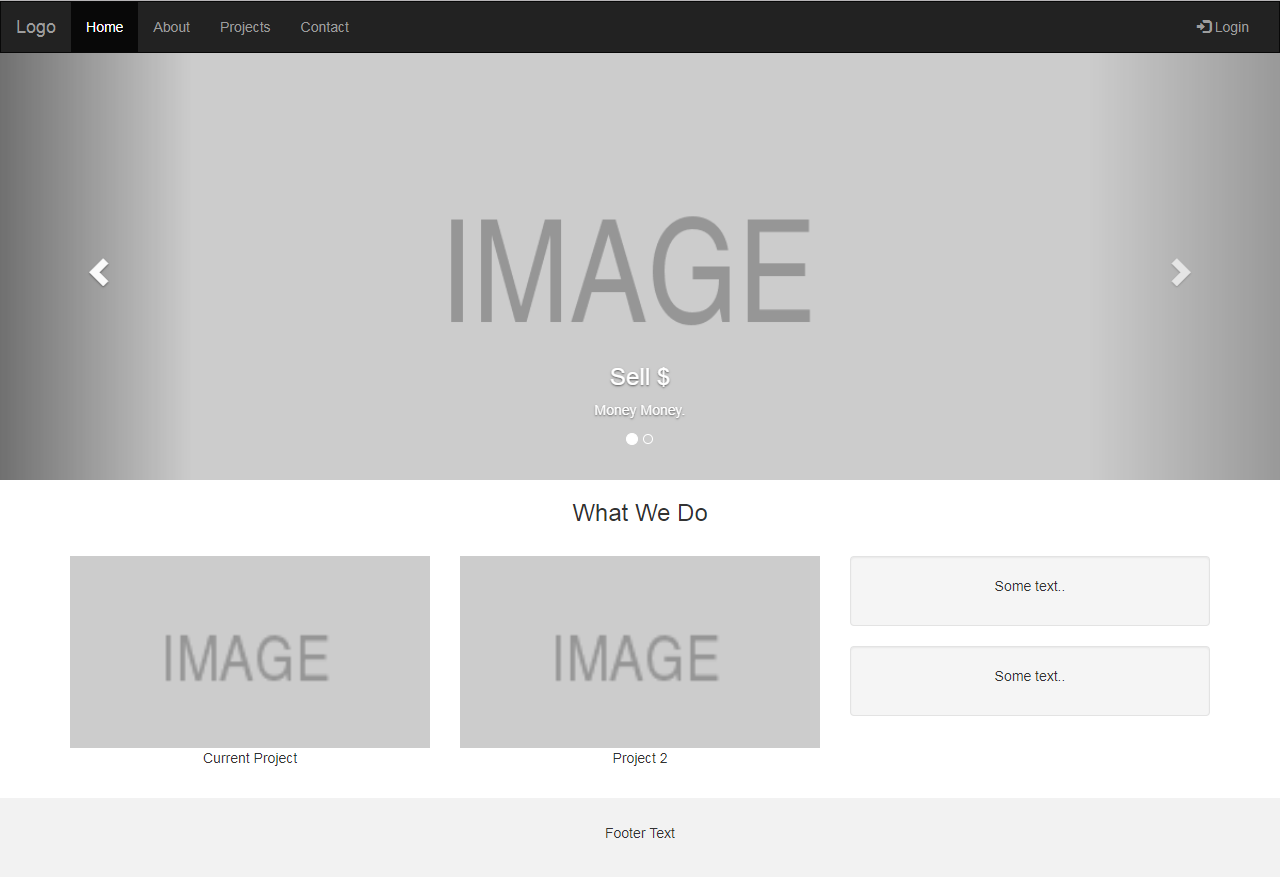 Logo Home About Projects Contact Login
IMAGE
Sell $
Money Money.
What We Do
IMAGE
Current Project
IMAGE
Project 2
Some text..
Some text..
Footer Text